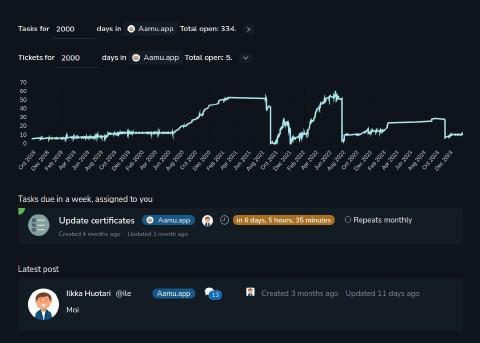 Tasks for 2000 days in Aamu.app Total open: 334.
Tickets for 2000 days in Aamu.app Total open: 5.
70
60
50
40
30
20
10
0
Oct 2018 Dec 2018 Feb 2019 Apr 2019 Jun 2019 Aug 2019 Oct 2019 Dec 2019 Feb 2020 Apr 2020 Jun 2020 Aug 2020 Oct 2020 Dec 2020 Feb 2021 Apr 2021 Jun 2021 Aug 2021 Oct 2021 Dec 2021 Feb 2022 Apr 2022 Jun 2022 Aug 2022 Oct 2022 Dec 2022 Feb 2023 Apr 2023 Jun 2023 Aug 2023 Oct 2023 Dec 2023
Tasks due in a week, assigned to you
Update certificates Aamu.app in 6 days, 5 hours, 35 minutes Repeats monthly
Created 4 months ago Updated 1 month ago
Latest post
Ilkka Huotari @ile Aamu.app 13 Created 3 months ago Updated 11 days ago
Moi